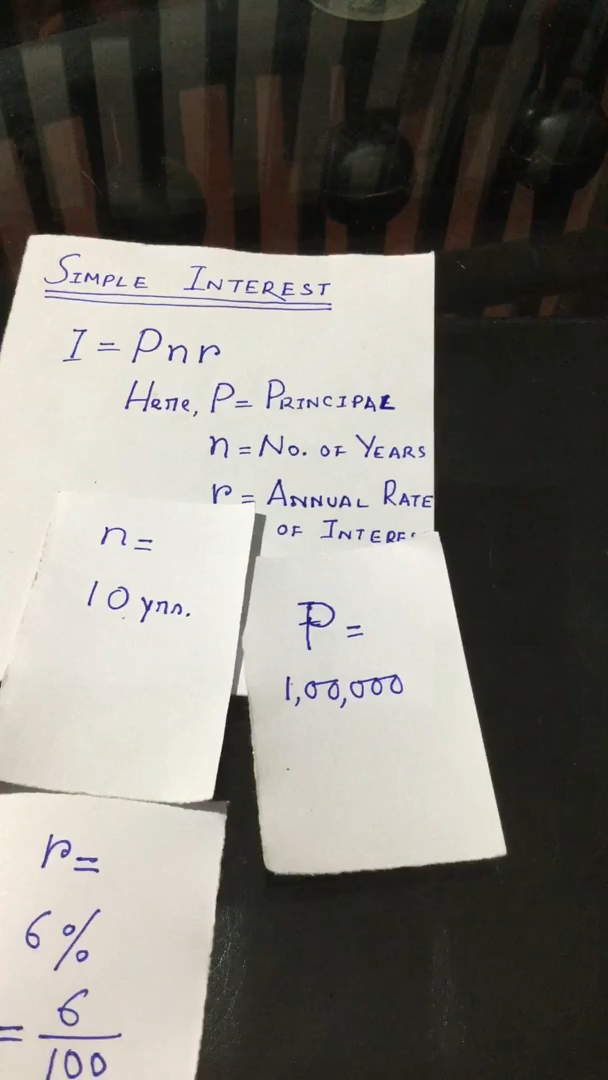 SIMPLE INTEREST
I = Pnr
Here, P = PRINCIPAL
n = No. OF YEARS
r = ANNUAL RATE
OF
n =
10 yrs.
P =
1,00,000
r =
6%
= 6/100